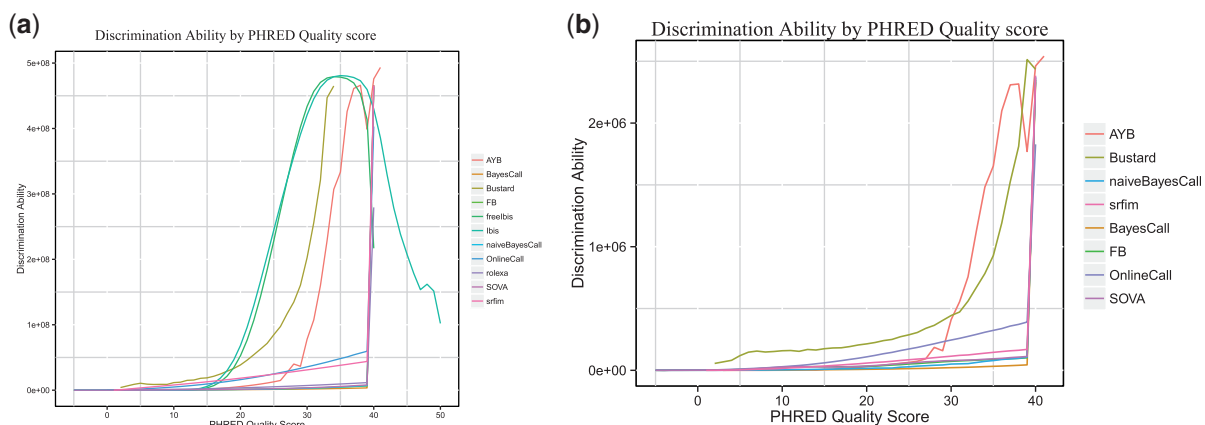 (a)
Discrimination Ability by PHRED Quality score
5e+08
4e+08
3e+08
2e+08
1e+08
0e+00
Discrimination Ability
0 10 20 30 40 50
PHRED Quality Score
AYB
BayesCall
Bustard
FB
freeIbis
Ibis
naiveBayesCall
OnlineCall
rolexa
SOVA
srfim
(b)
Discrimination Ability by PHRED Quality score
2e+06
1e+06
0e+00
Discrimination Ability
0 10 20 30 40
PHRED Quality Score
AYB
Bustard
naiveBayesCall
srfim
BayesCall
FB
OnlineCall
SOVA